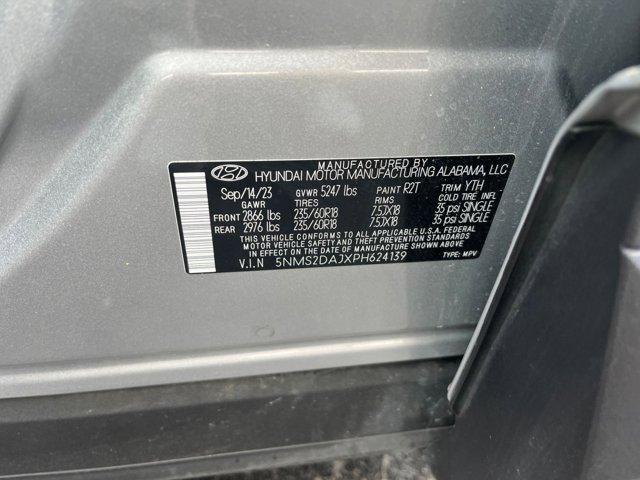 MANUFACTURED BY
HYUNDAI MOTOR MANUFACTURING ALABAMA, LLC
Sep/14/23 GVWR 5247 lbs PAINT R2T TRIM YTH
GAWR TIRES RIMS COLD TIRE INFL
FRONT 2866 lbs 235/60R18 7.5JX18 35 psi SINGLE
REAR 2976 lbs 235/60R18 7.5JX18 35 psi SINGLE
THIS VEHICLE CONFORMS TO ALL APPLICABLE U.S.A. FEDERAL
MOTOR VEHICLE SAFETY AND THEFT PREVENTION STANDARDS
IN EFFECT ON THE DATE OF MANUFACTURE SHOWN ABOVE.
V.I.N 5NMS2DAJXPH624139 TYPE: MPV